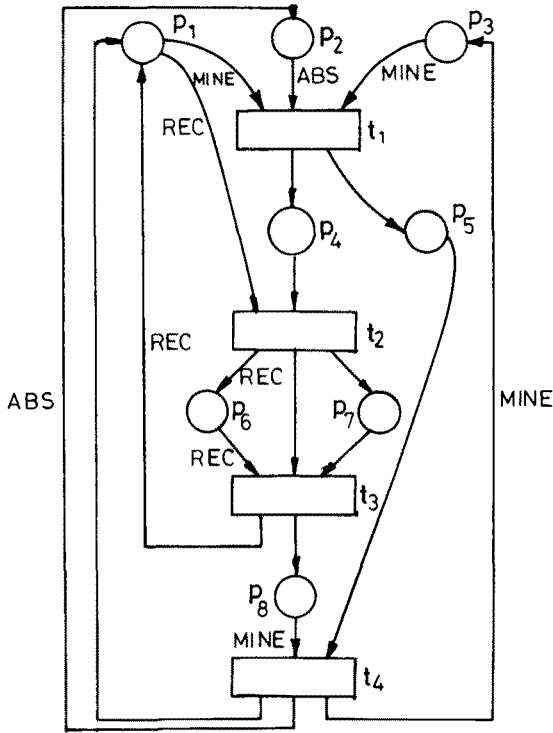 p1
p2
p3
MINE
ABS
MINE
REC
t1
p4
p5
t2
REC
REC
ABS
p6
p7
MINE
REC
t3
p8
MINE
t4